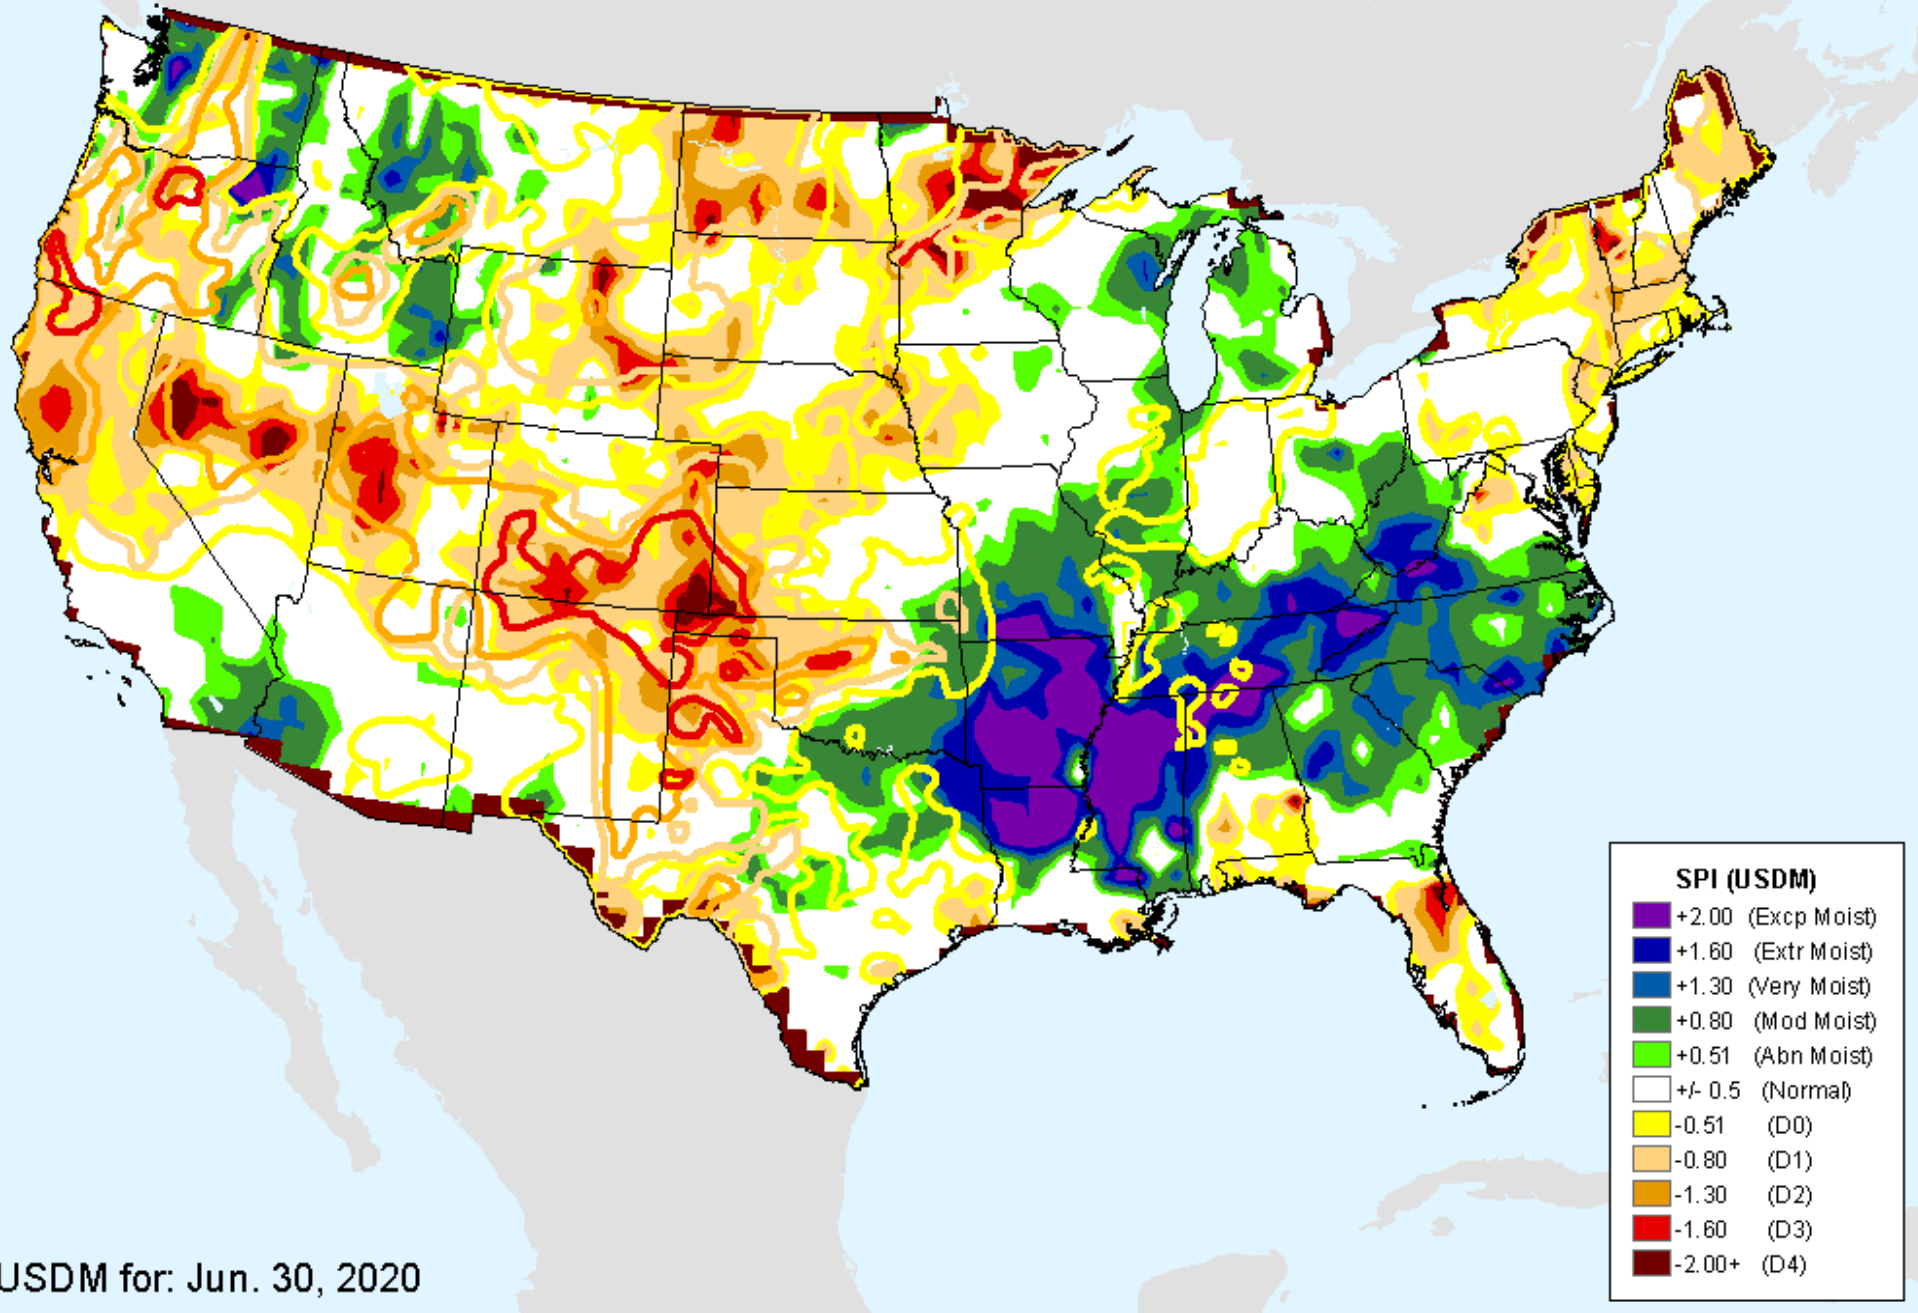 SPI (USDM)
+2.00 (Excp Moist)
+1.60 (Extr Moist)
+1.30 (Very Moist)
+0.80 (Mod Moist)
+0.51 (Abn Moist)
+/- 0.5 (Normal)
-0.51 (D0)
-0.80 (D1)
-1.30 (D2)
-1.60 (D3)
-2.00+ (D4)
USDM for: Jun. 30, 2020